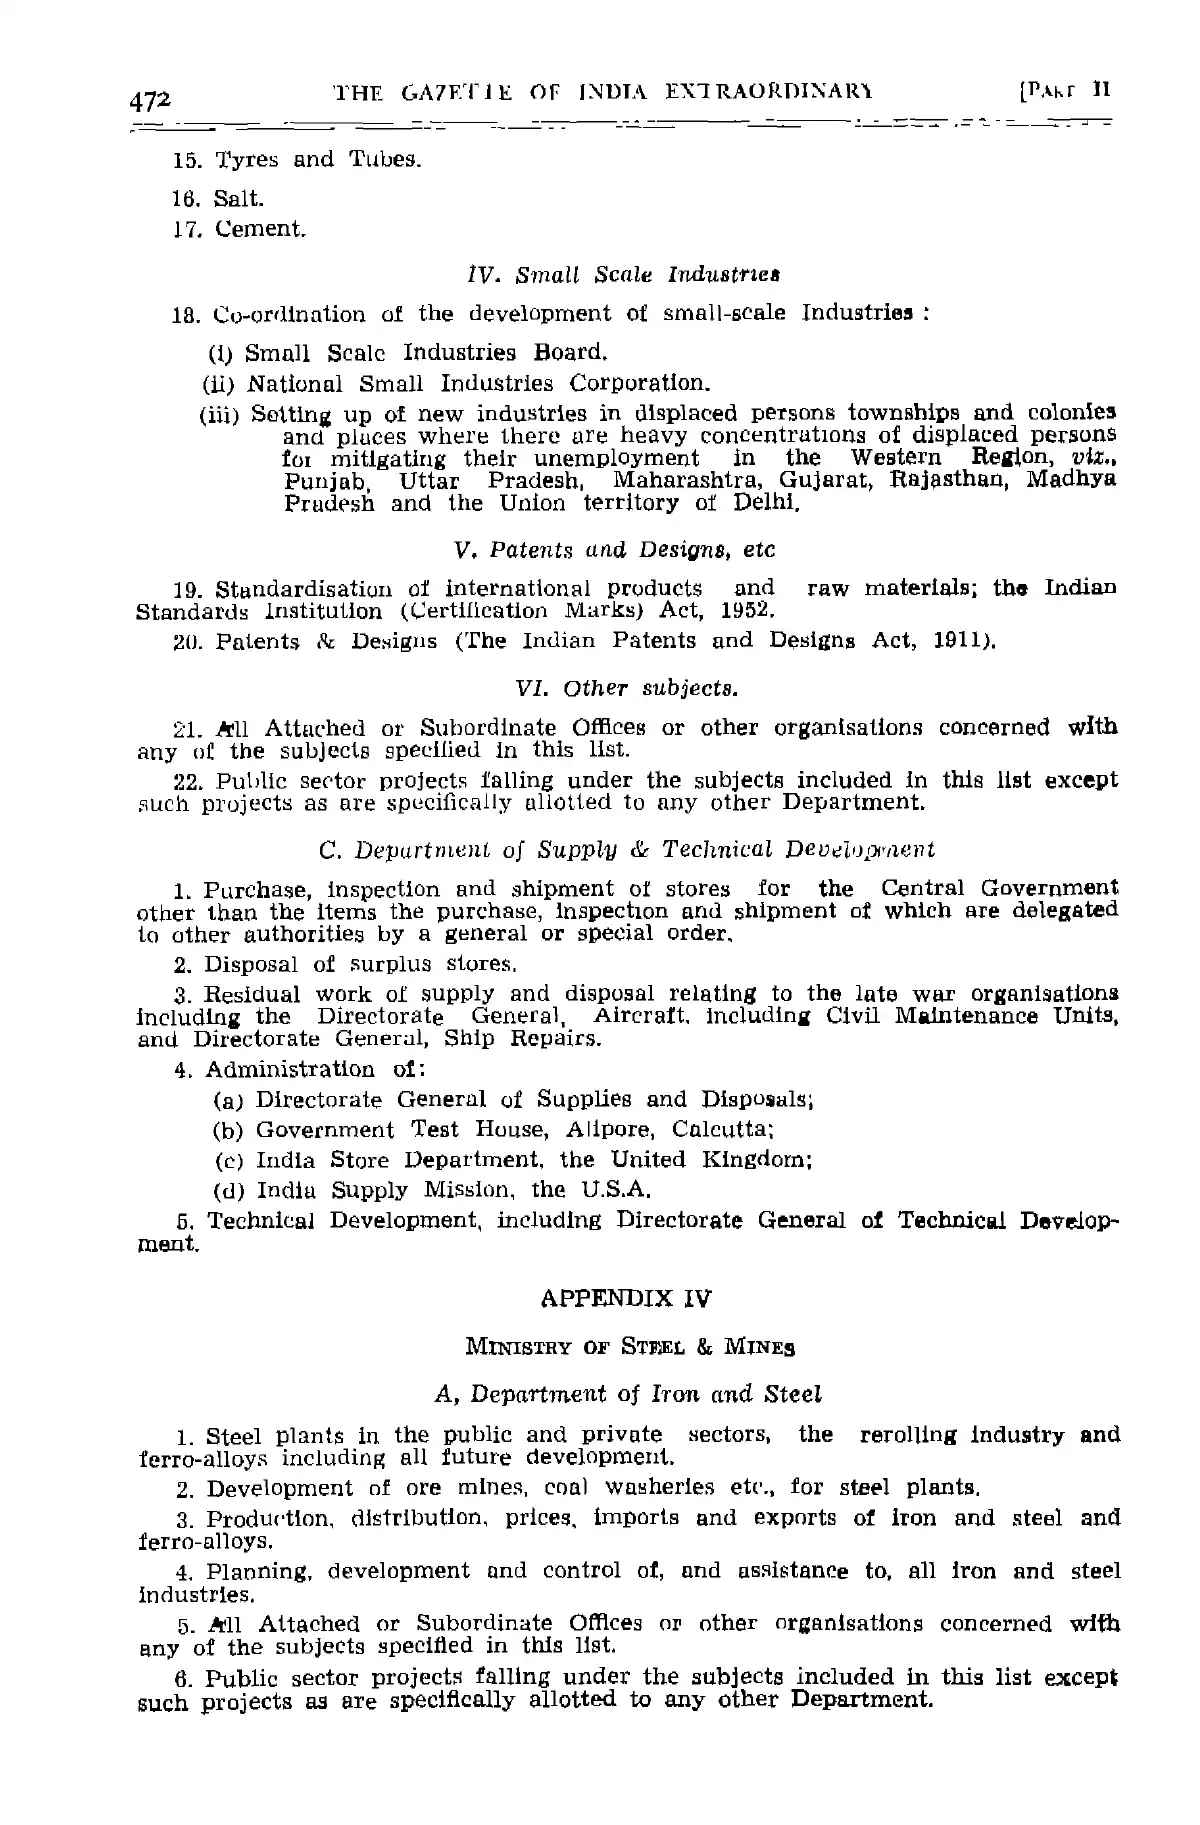 472 THE GAZETTE OF INDIA EXTRAORDINARY [PART II
15. Tyres and Tubes.
16. Salt.
17. Cement.
IV. Small Scale Industries
18. Co-ordination of the development of small-scale Industries :
(i) Small Scale Industries Board.
(ii) National Small Industries Corporation.
(iii) Setting up of new industries in displaced persons townships and colonies
and places where there are heavy concentrations of displaced persons
for mitigating their unemployment in the Western Region, viz.,
Punjab, Uttar Pradesh, Maharashtra, Gujarat, Rajasthan, Madhya
Pradesh and the Union territory of Delhi.
V. Patents and Designs, etc
19. Standardisation of international products and raw materials; the Indian
Standards Institution (Certification Marks) Act, 1952.
20. Patents & Designs (The Indian Patents and Designs Act, 1911).
VI. Other subjects.
21. All Attached or Subordinate Offices or other organisations concerned with
any of the subjects specified in this list.
22. Public sector projects falling under the subjects included in this list except
such projects as are specifically allotted to any other Department.
C. Department of Supply & Technical Development
1. Purchase, inspection and shipment of stores for the Central Government
other than the items the purchase, inspection and shipment of which are delegated
to other authorities by a general or special order.
2. Disposal of surplus stores.
3. Residual work of supply and disposal relating to the late war organisations
including the Directorate General, Aircraft, including Civil Maintenance Units,
and Directorate General, Ship Repairs.
4. Administration of:
(a) Directorate General of Supplies and Disposals;
(b) Government Test House, Alipore, Calcutta;
(c) India Store Department, the United Kingdom;
(d) India Supply Mission, the U.S.A.
5. Technical Development, including Directorate General of Technical Develop-
ment.
APPENDIX IV
MINISTRY OF STEEL & MINES
A, Department of Iron and Steel
1. Steel plants in the public and private sectors, the rerolling industry and
ferro-alloys including all future development.
2. Development of ore mines, coal washeries etc., for steel plants.
3. Production, distribution, prices, imports and exports of iron and steel and
ferro-alloys.
4. Planning, development and control of, and assistance to, all iron and steel
industries.
5. All Attached or Subordinate Offices or other organisations concerned with
any of the subjects specified in this list.
6. Public sector projects falling under the subjects included in this list except
such projects as are specifically allotted to any other Department.